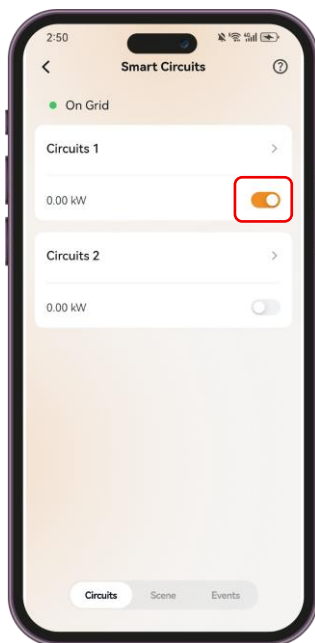 2:50
Smart Circuits
On Grid
Circuits 1
0.00 kW
Circuits 2
0.00 kW
Circuits Scene Events